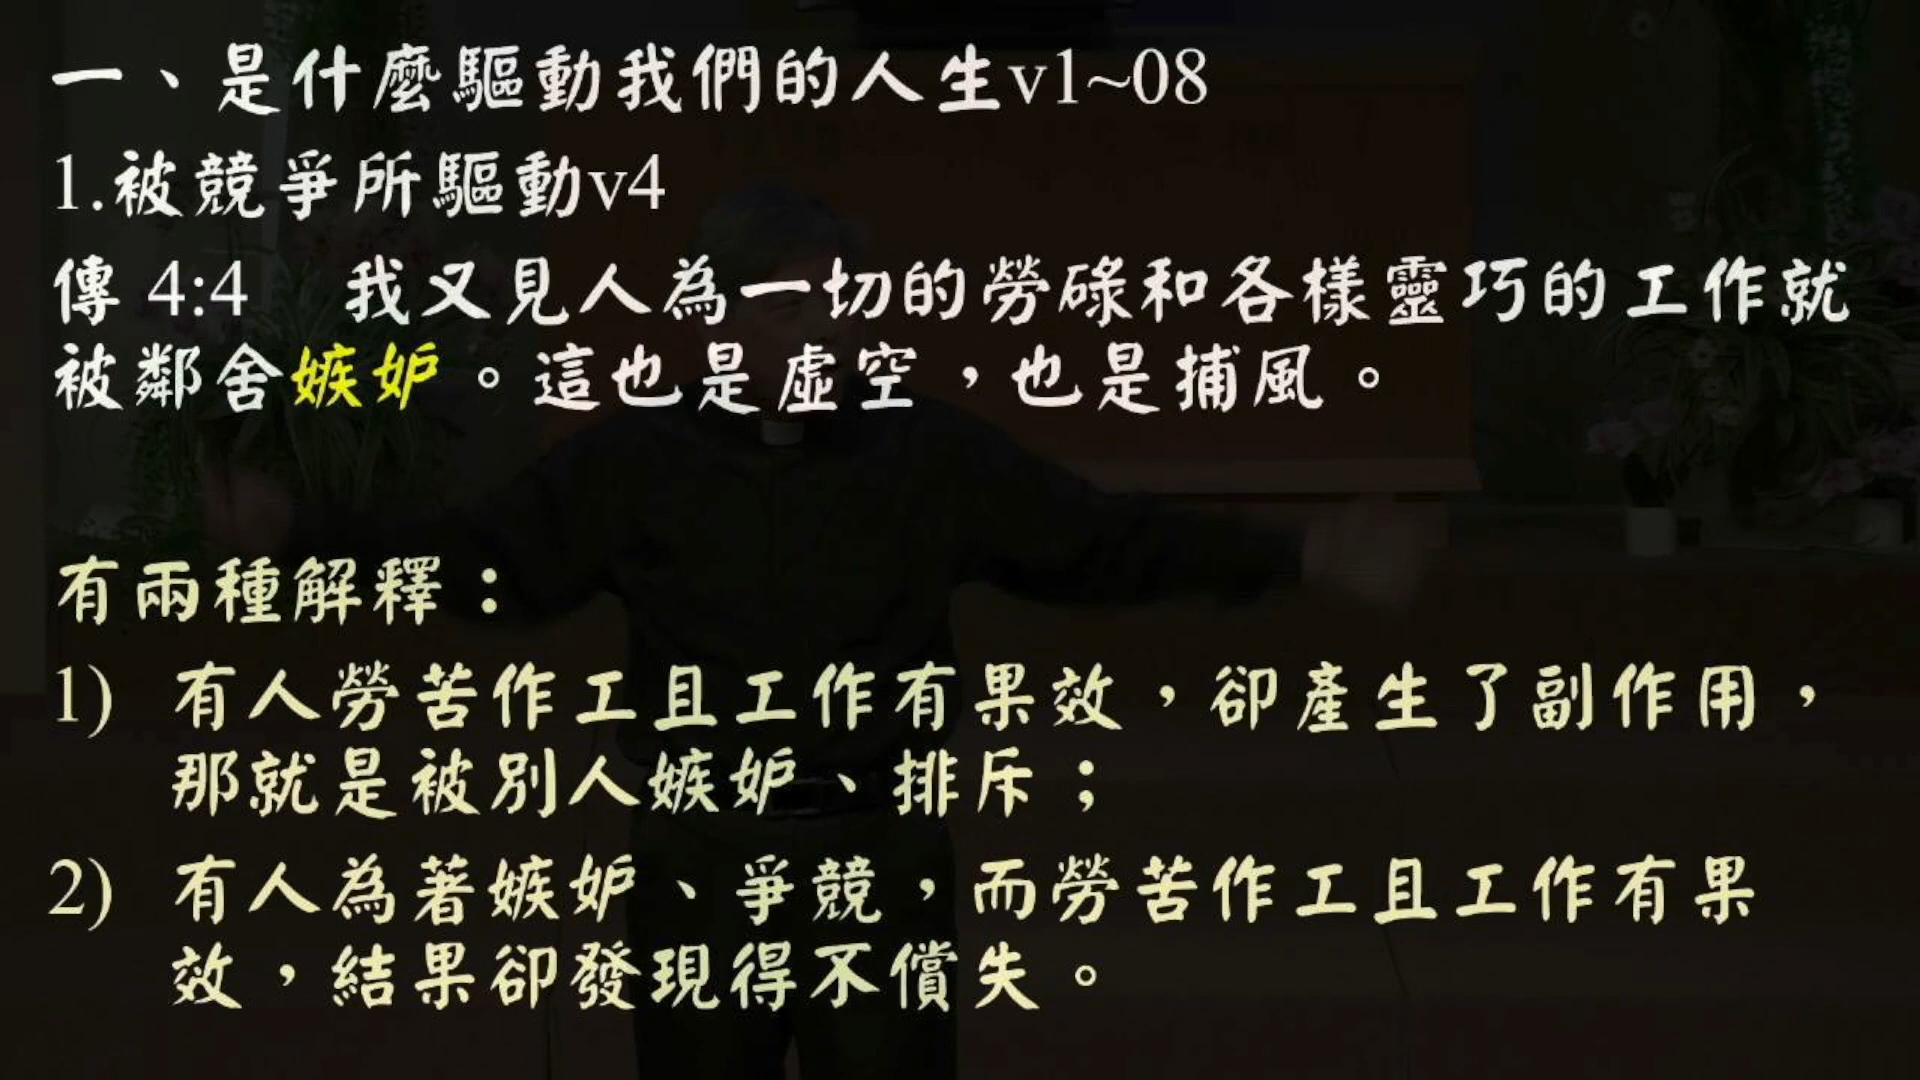 一、是什麼驅動我們的人生v1~08
1.被競爭所驅動v4
傳 4:4　我又見人為一切的勞碌和各樣靈巧的工作就
被鄰舍嫉妒。這也是虛空，也是捕風。
有兩種解釋：
1) 有人勞苦作工且工作有果效，卻產生了副作用，
那就是被別人嫉妒、排斥；
2) 有人為著嫉妒、爭競，而勞苦作工且工作有果
效，結果卻發現得不償失。